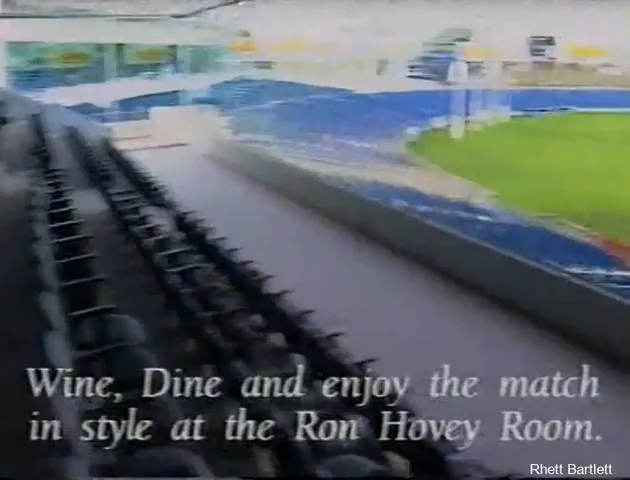 Wine, Dine and enjoy the match
in style at the Ron Hovey Room.
Rhett Bartlett